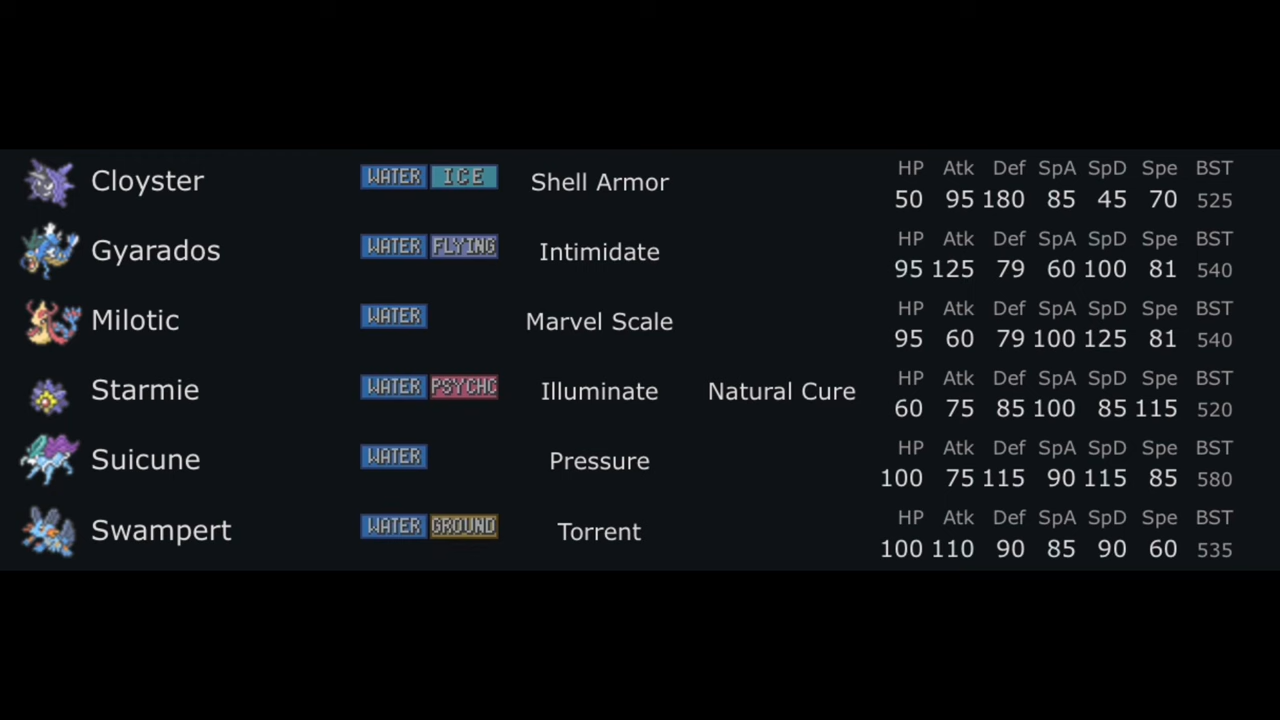 HP Atk Def SpA SpD Spe BST
Cloyster WATER ICE Shell Armor 50 95 180 85 45 70 525
HP Atk Def SpA SpD Spe BST
Gyarados WATER FLYING Intimidate 95 125 79 60 100 81 540
HP Atk Def SpA SpD Spe BST
Milotic WATER Marvel Scale 95 60 79 100 125 81 540
HP Atk Def SpA SpD Spe BST
Starmie WATER PSYCHC Illuminate Natural Cure 60 75 85 100 85 115 520
HP Atk Def SpA SpD Spe BST
Suicune WATER Pressure 100 75 115 90 115 85 580
HP Atk Def SpA SpD Spe BST
Swampert WATER GROUND Torrent 100 110 90 85 90 60 535